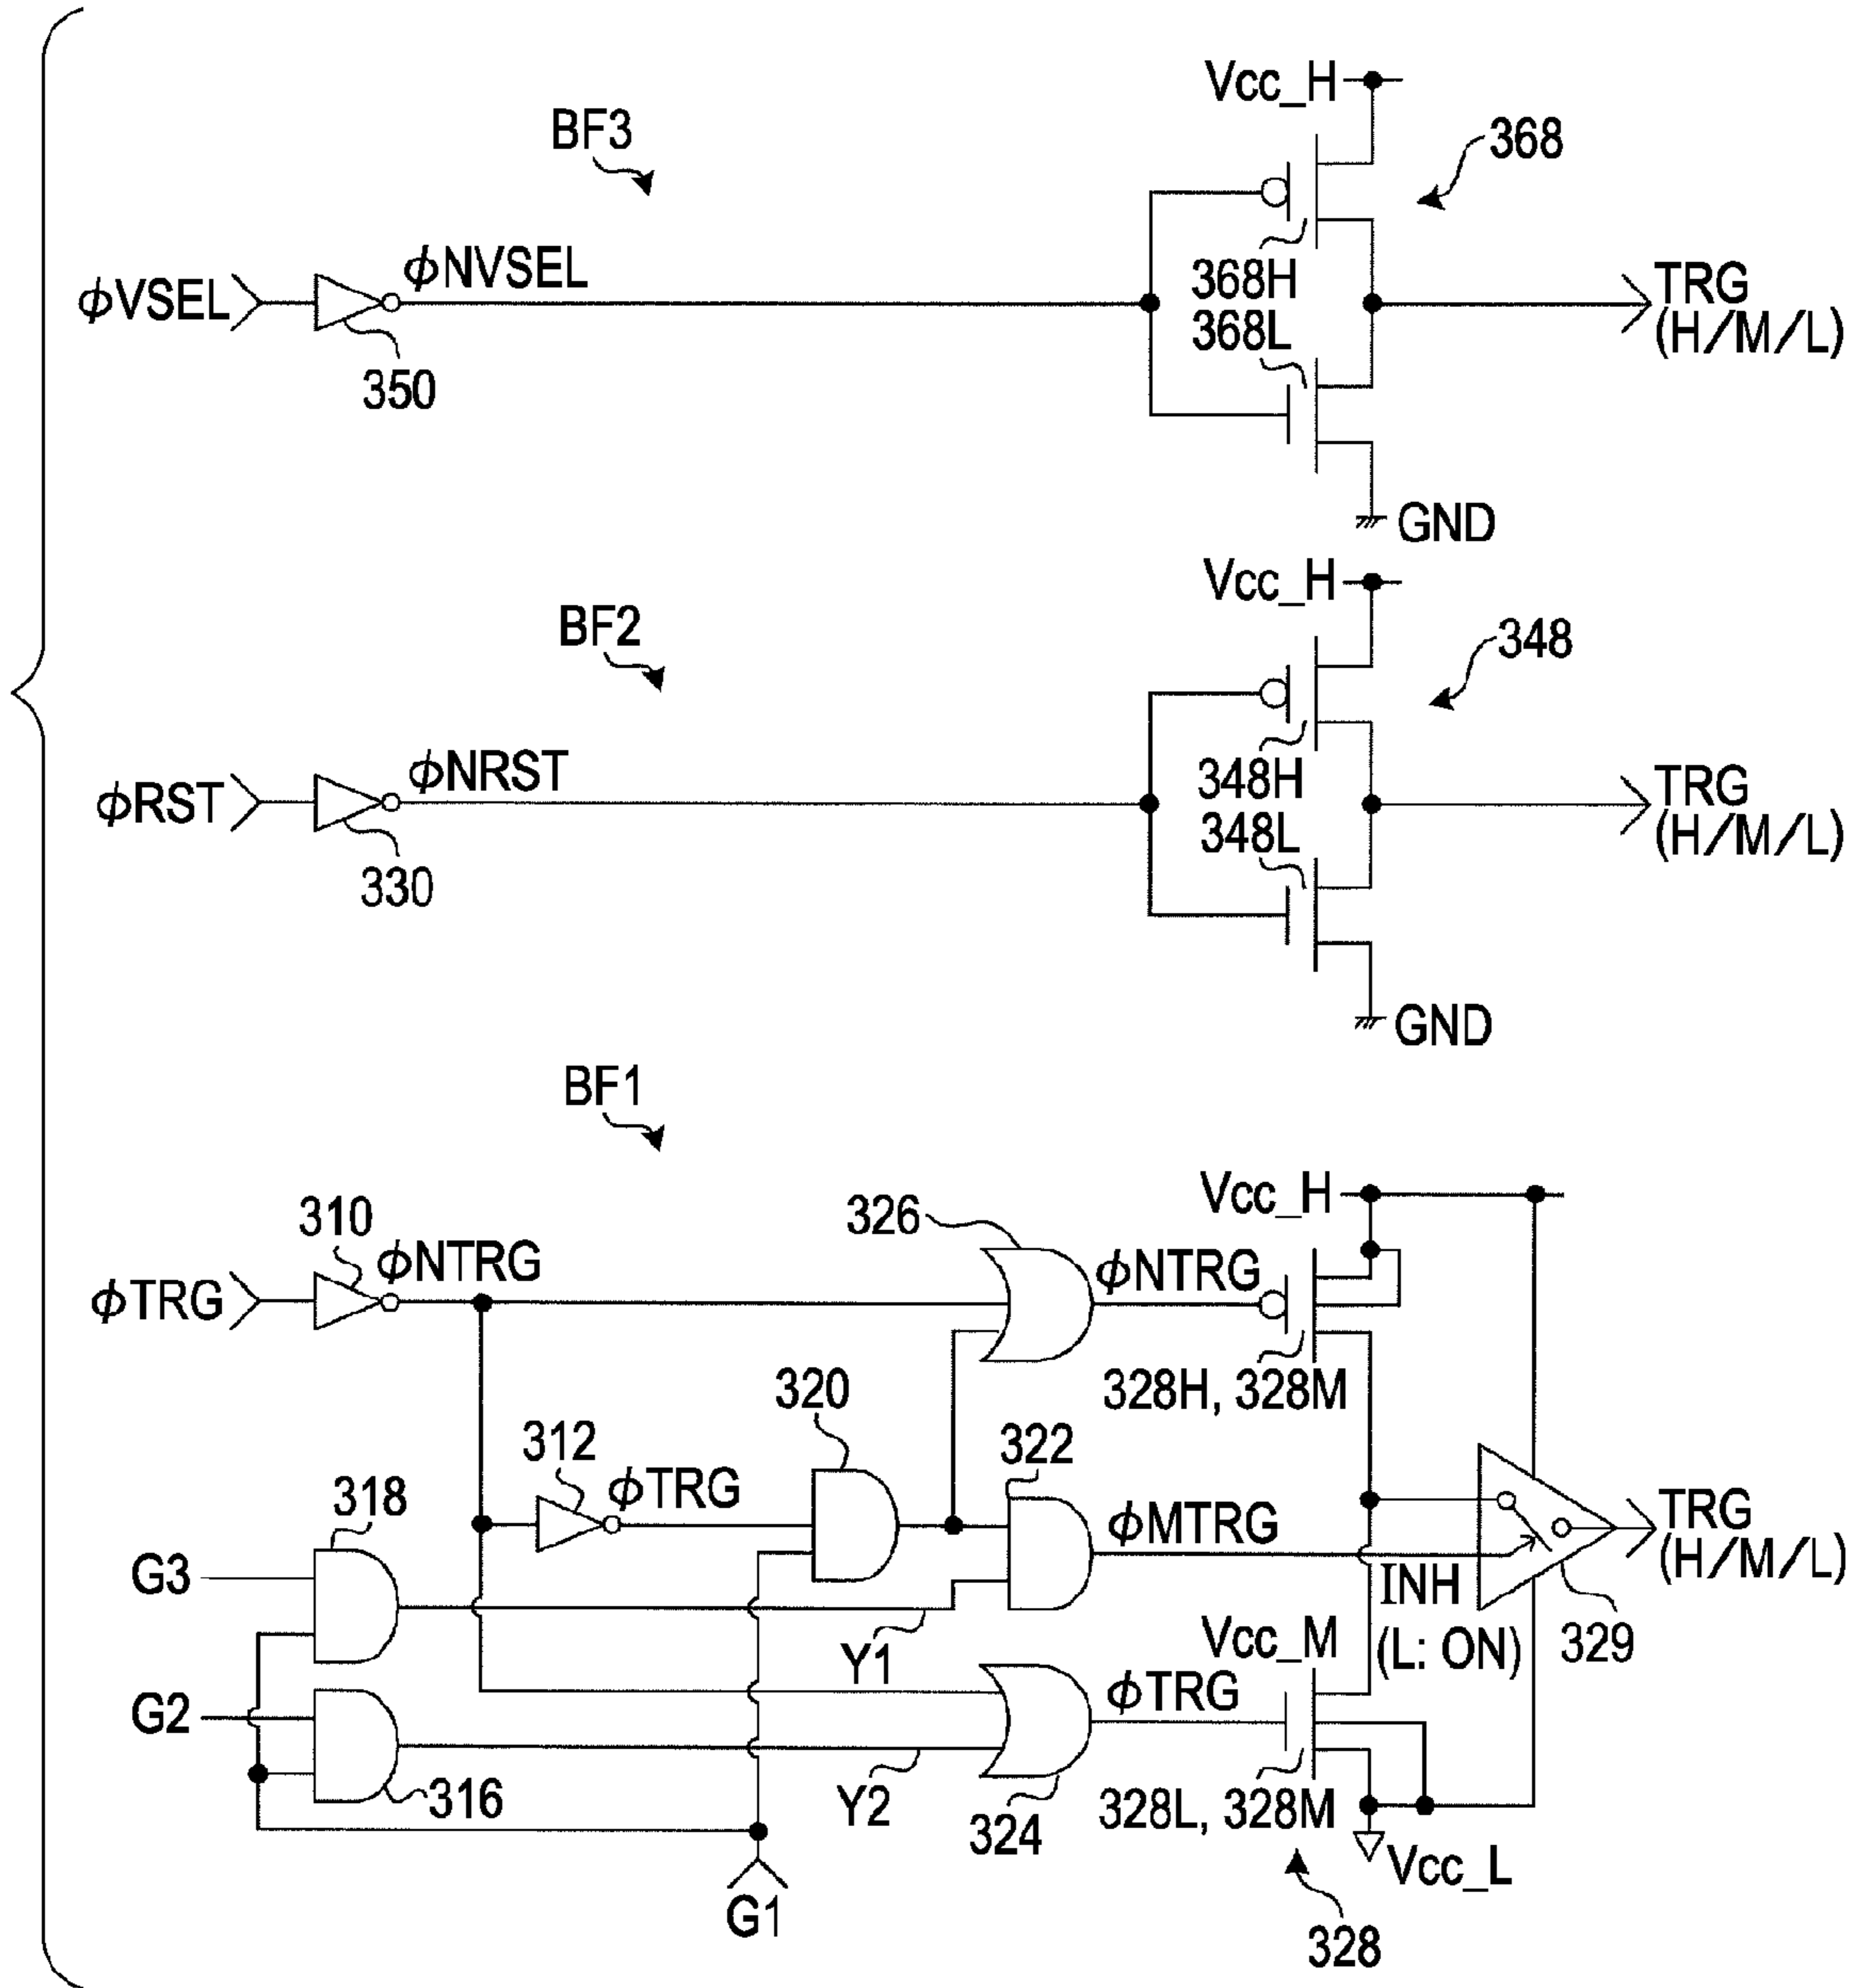 Vcc_H
BF3
368
φVSEL
φNVSEL
350
368H
368L
TRG
(H/M/L)
GND
Vcc_H
BF2
348
φRST
φNRST
330
348H
348L
TRG
(H/M/L)
GND
BF1
Vcc_H
310
326
φTRG
φNTRG
φNTRG
328H, 328M
320
312
322
318
φTRG
φMTRG
TRG
(H/M/L)
G3
INH
(L: ON)
329
Y1
Vcc_M
G2
φTRG
316
Y2
324
328L, 328M
Vcc_L
G1
328